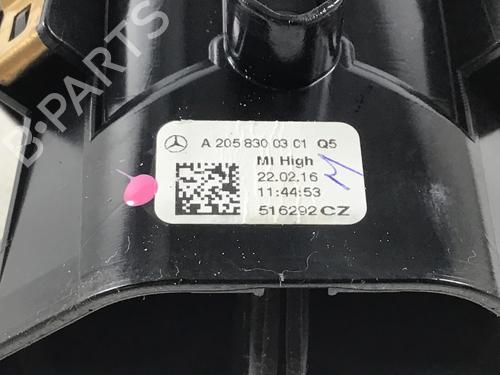 B-PARTS
A 205 830 03 01 Q5
MI High
22.02.16
11:44:53
516292 CZ